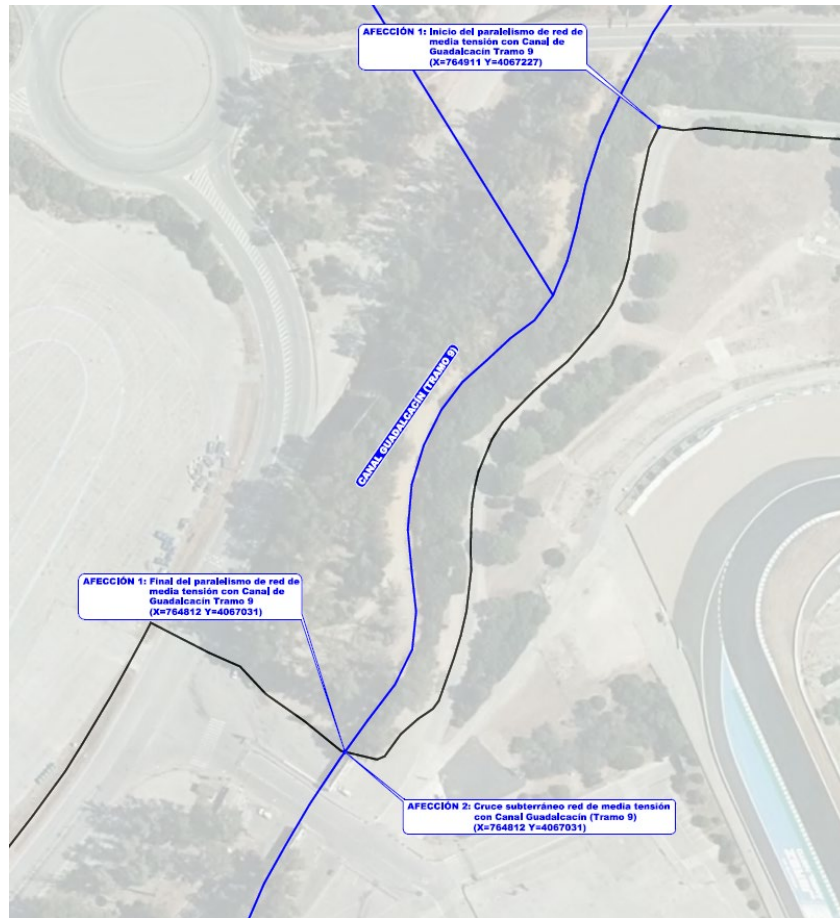 AFECCIÓN 1: Inicio del paralelismo de red de
media tensión con Canal de
Guadalcacín Tramo 9
(X=764911 Y=4067227)
CANAL GUADALCACÍN (TRAMO 9)
AFECCIÓN 1: Final del paralelismo de red de
media tensión con Canal de
Guadalcacín Tramo 9
(X=764812 Y=4067031)
AFECCIÓN 2: Cruce subterráneo red de media tensión
con Canal Guadalcacín (Tramo 9)
(X=764812 Y=4067031)